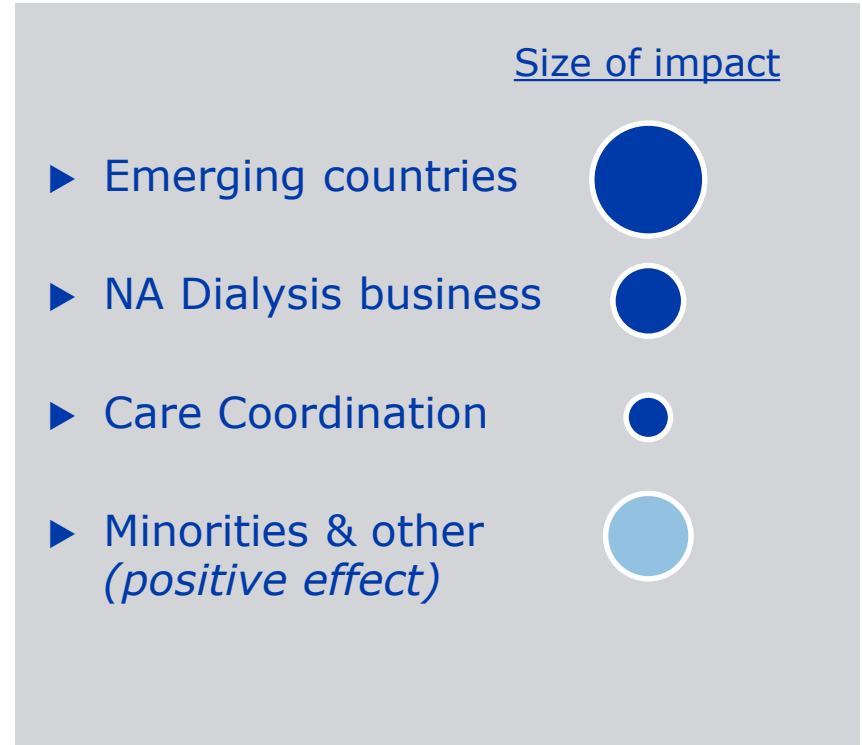 Size of impact
Emerging countries
NA Dialysis business
Care Coordination
Minorities & other
(positive effect)